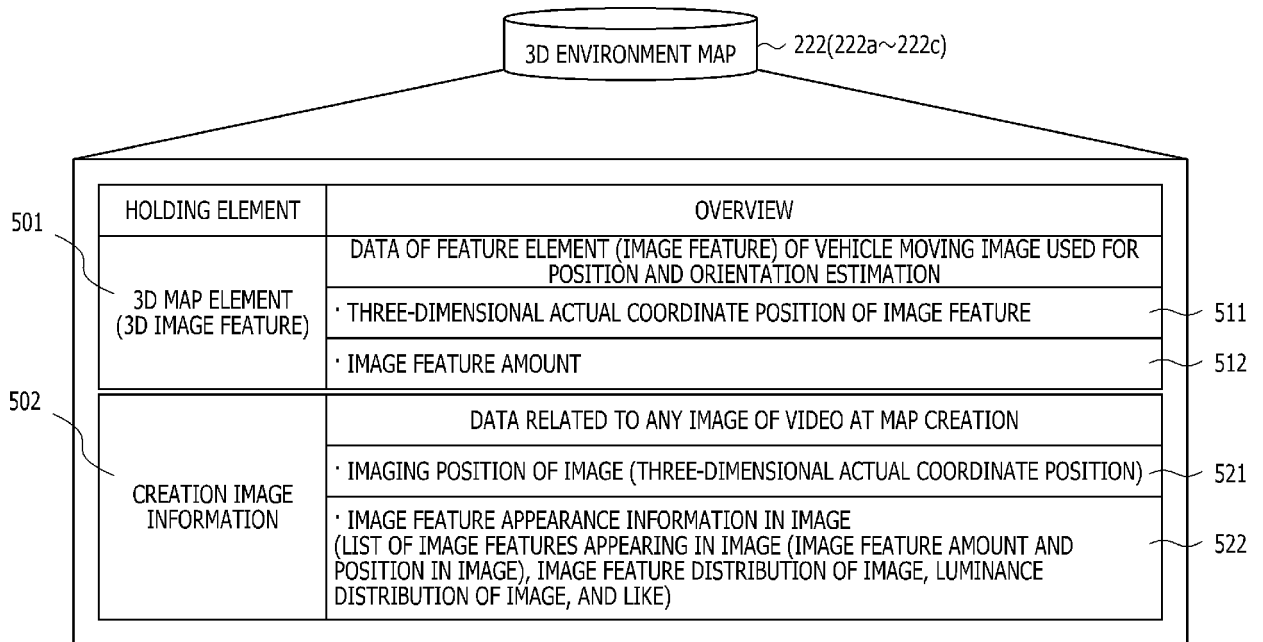 3D ENVIRONMENT MAP
222(222a~222c)
HOLDING ELEMENT
OVERVIEW
501
3D MAP ELEMENT
(3D IMAGE FEATURE)
DATA OF FEATURE ELEMENT (IMAGE FEATURE) OF VEHICLE MOVING IMAGE USED FOR
POSITION AND ORIENTATION ESTIMATION
· THREE-DIMENSIONAL ACTUAL COORDINATE POSITION OF IMAGE FEATURE
511
· IMAGE FEATURE AMOUNT
512
502
CREATION IMAGE
INFORMATION
DATA RELATED TO ANY IMAGE OF VIDEO AT MAP CREATION
· IMAGING POSITION OF IMAGE (THREE-DIMENSIONAL ACTUAL COORDINATE POSITION)
521
· IMAGE FEATURE APPEARANCE INFORMATION IN IMAGE
(LIST OF IMAGE FEATURES APPEARING IN IMAGE (IMAGE FEATURE AMOUNT AND
POSITION IN IMAGE), IMAGE FEATURE DISTRIBUTION OF IMAGE, LUMINANCE
DISTRIBUTION OF IMAGE, AND LIKE)
522